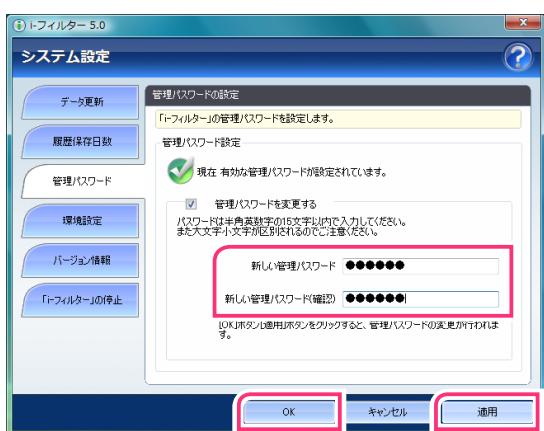 i-フィルター 5.0
システム設定
?
データ更新
履歴保存日数
管理パスワード
環境設定
バージョン情報
「i-フィルター」の停止
管理パスワードの設定
「i-フィルター」の管理パスワードを設定します。
管理パスワード設定
現在 有効な管理パスワードが設定されています。
管理パスワードを変更する
パスワードは半角英数字の15文字以内で入力してください。
また大文字小文字が区別されるのでご注意ください。
新しい管理パスワード ●●●●●●
新しい管理パスワード(確認) ●●●●●●
[OK]ボタン[適用]ボタンをクリックすると、管理パスワードの変更が行われま
す。
OK キャンセル 適用